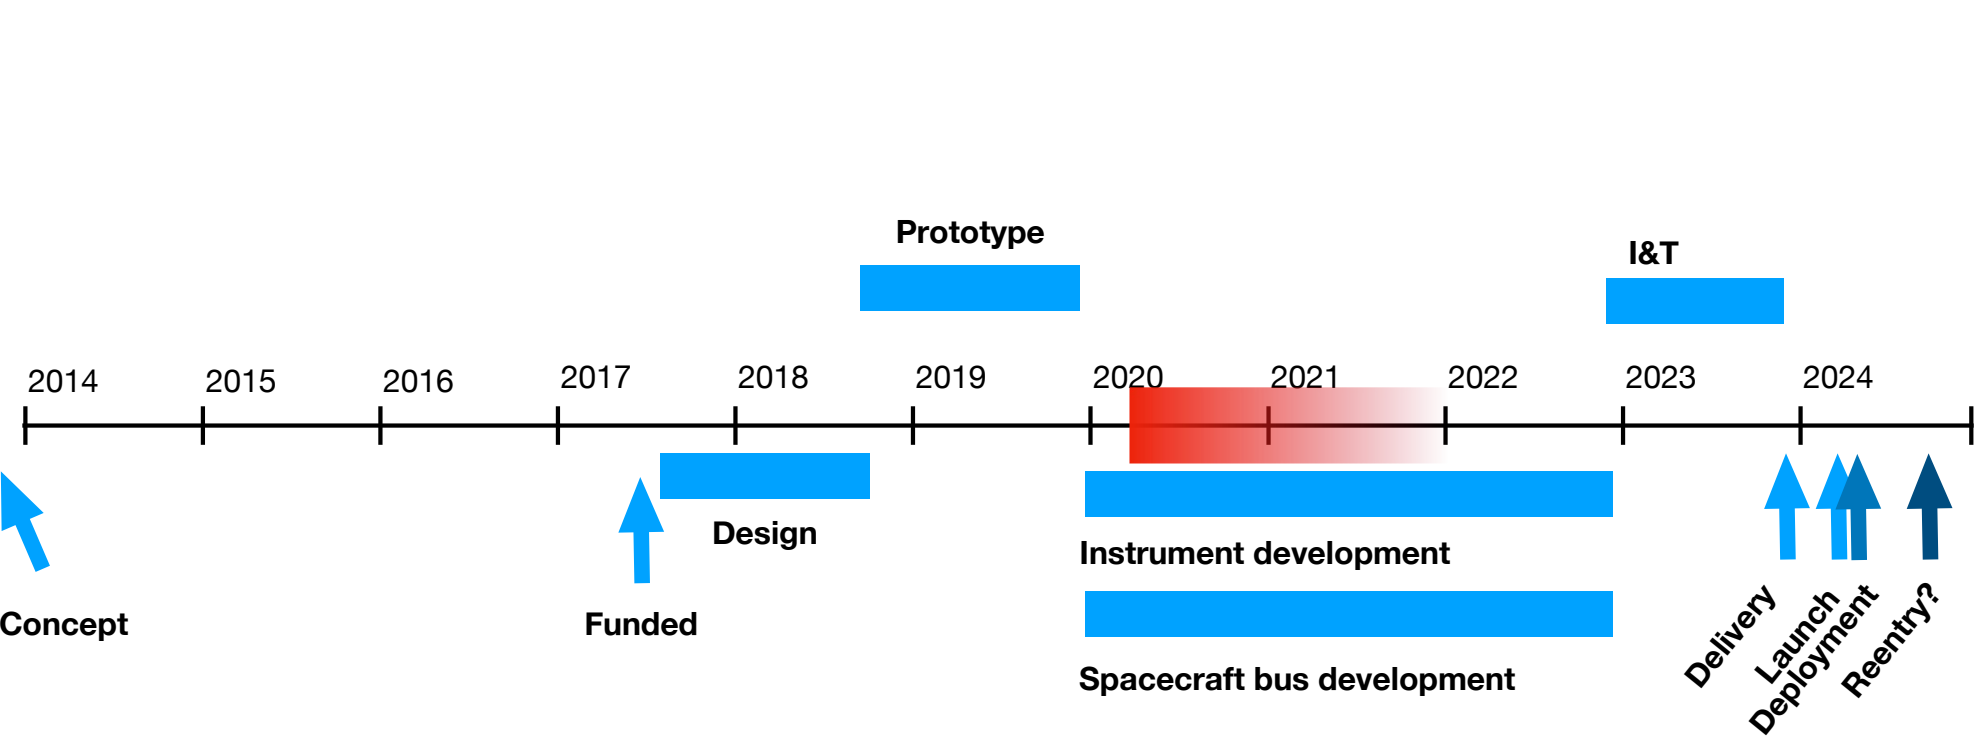 Prototype
I&T
2014 2015 2016 2017 2018 2019 2020 2021 2022 2023 2024
Design
Instrument development
Concept
Funded
Spacecraft bus development
Delivery
Launch
Deployment
Reentry?